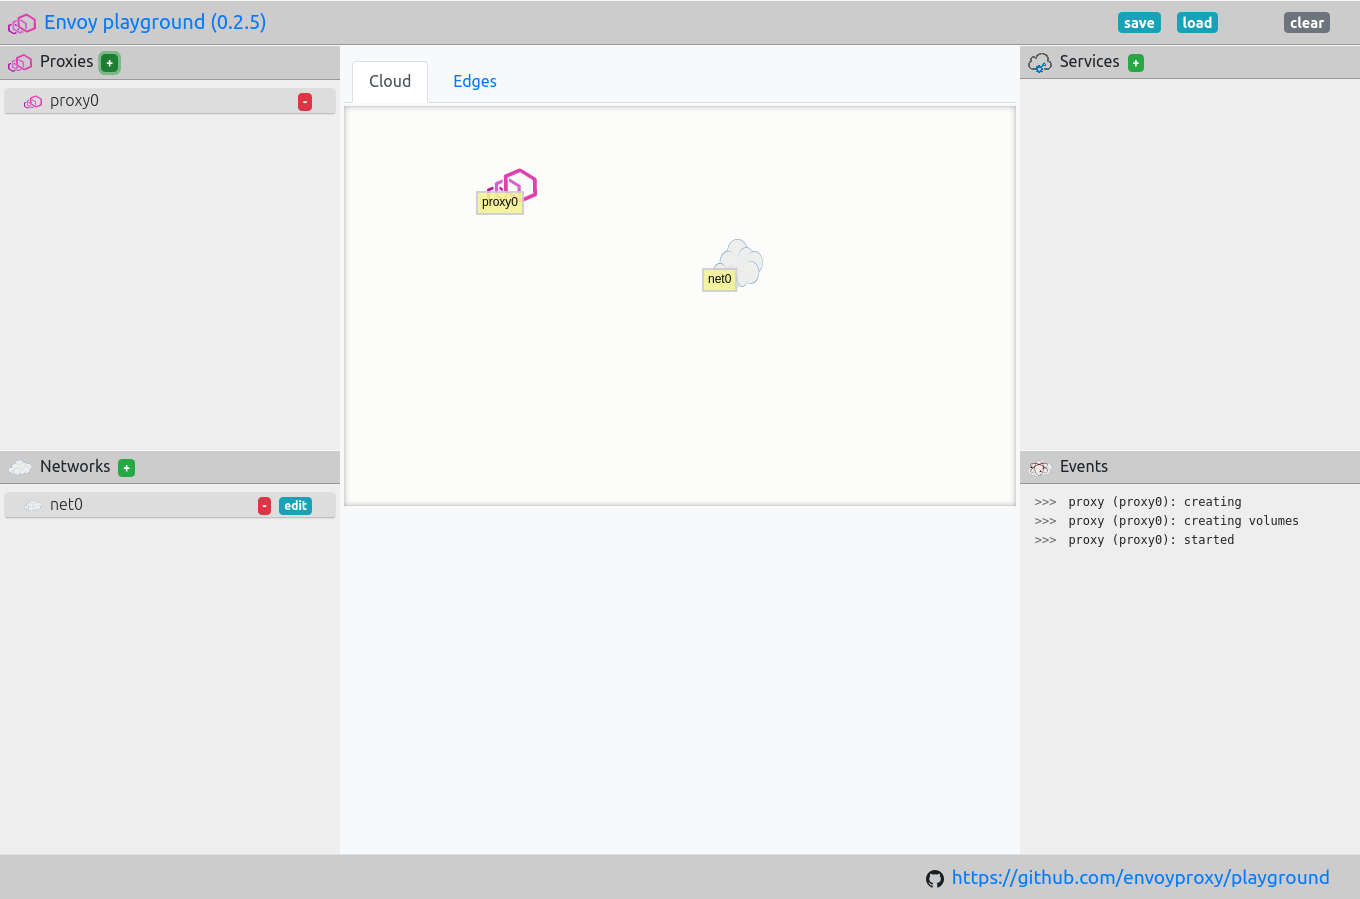 Envoy playground (0.2.5)
save
load
clear
Proxies +
proxy0 -
Cloud
Edges
proxy0
net0
Services +
Networks +
net0 - edit
Events
>>> proxy (proxy0): creating
>>> proxy (proxy0): creating volumes
>>> proxy (proxy0): started
https://github.com/envoyproxy/playground